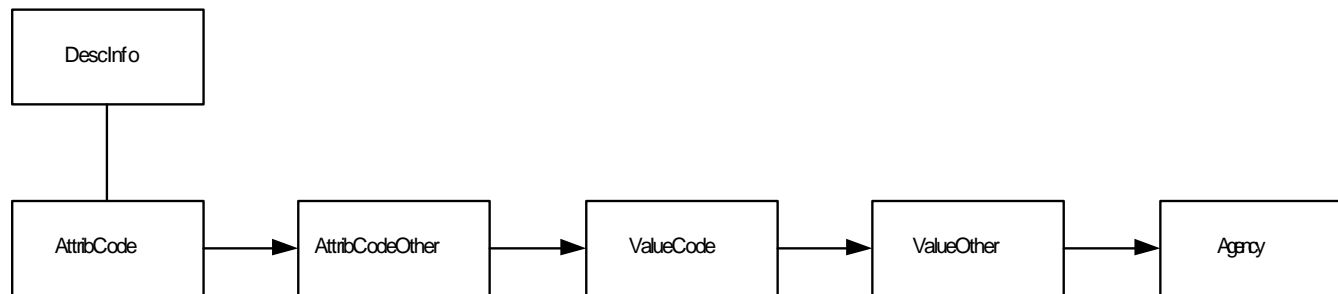 DescInfo
AttribCode
AttribCodeOther
ValueCode
ValueOther
Agency